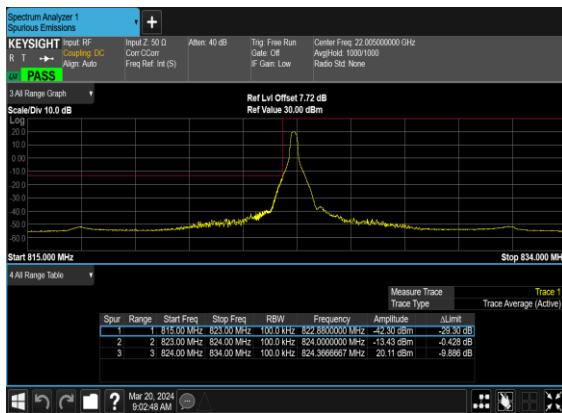 Spectrum Analyzer 1
Spurious Emissions
KEYSIGHT Input: RF Input Z: 50 Ω Atten: 40 dB Trig: Free Run Center Freq: 22.005000000 GHz
R T Coupling: DC Corr CCorr Gate: Off Avg|Hold: 1000/1000
Align: Auto Freq Ref: Int (S) IF Gain: Low Radio Std: None
PASS
3 All Range Graph
Ref Lvl Offset 7.72 dB
Scale/Div 10.0 dB Ref Value 30.00 dBm
Log
20.0
10.0
0.00
-10.0
-20.0
-30.0
-40.0
-50.0
-60.0
Start 815.000 MHz Stop 834.000 MH
4 All Range Table
Measure Trace Trace 1
Trace Type Trace Average (Active)
Spur Range Start Freq Stop Freq RBW Frequency Amplitude ΔLimit
1 1 815.00 MHz 823.00 MHz 100.0 kHz 822.8800000 MHz -42.30 dBm -29.30 dB
2 2 823.00 MHz 824.00 MHz 100.0 kHz 824.0000000 MHz -13.43 dBm -0.428 dB
3 3 824.00 MHz 834.00 MHz 100.0 kHz 824.3666667 MHz 20.11 dBm -9.886 dB
Mar 20, 2024
9:02:48 AM